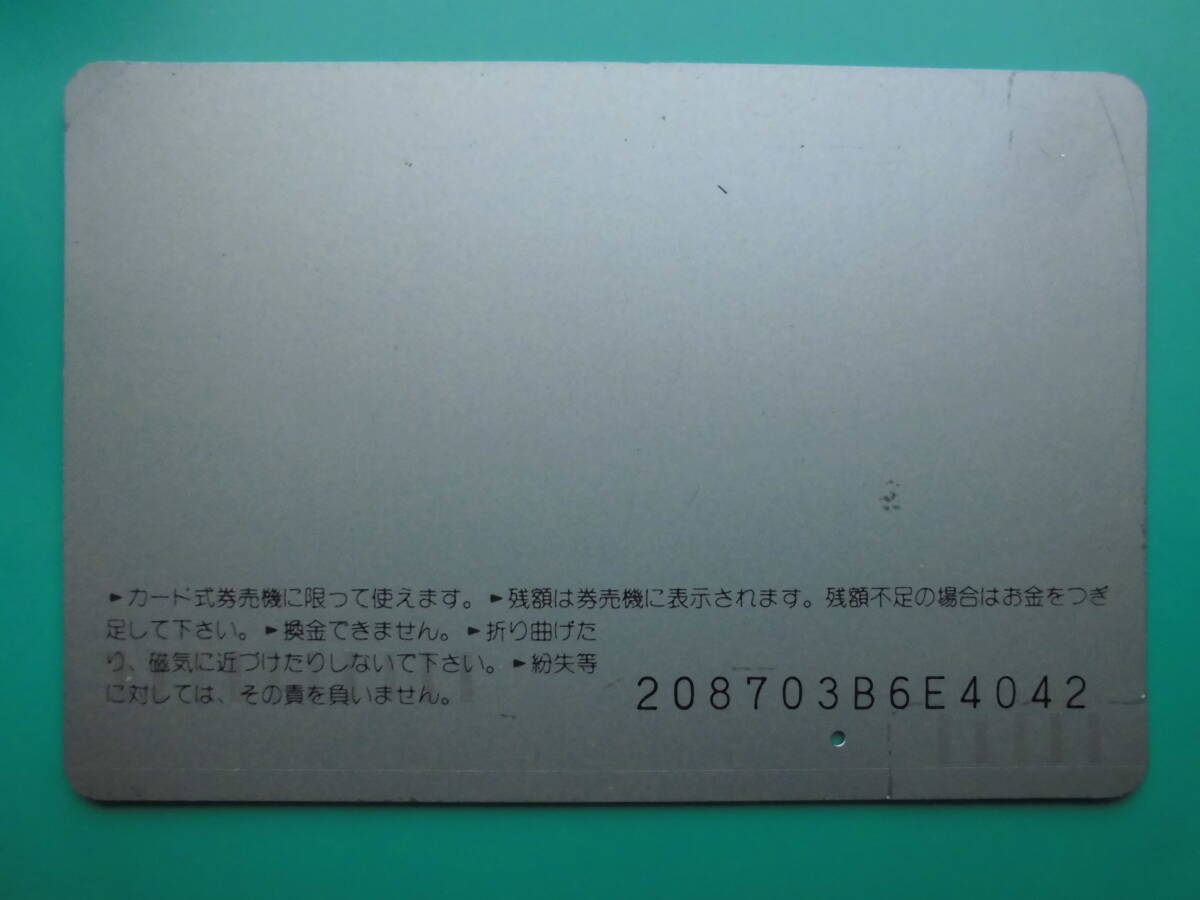 ►カード式券売機に限って使えます。►残額は券売機に表示されます。残額不足の場合はお金をつぎ
足して下さい。►換金できません。►折り曲げた
り、磁気に近づけたりしないで下さい。►紛失等
に対しては、その責を負いません。
208703B6E4042